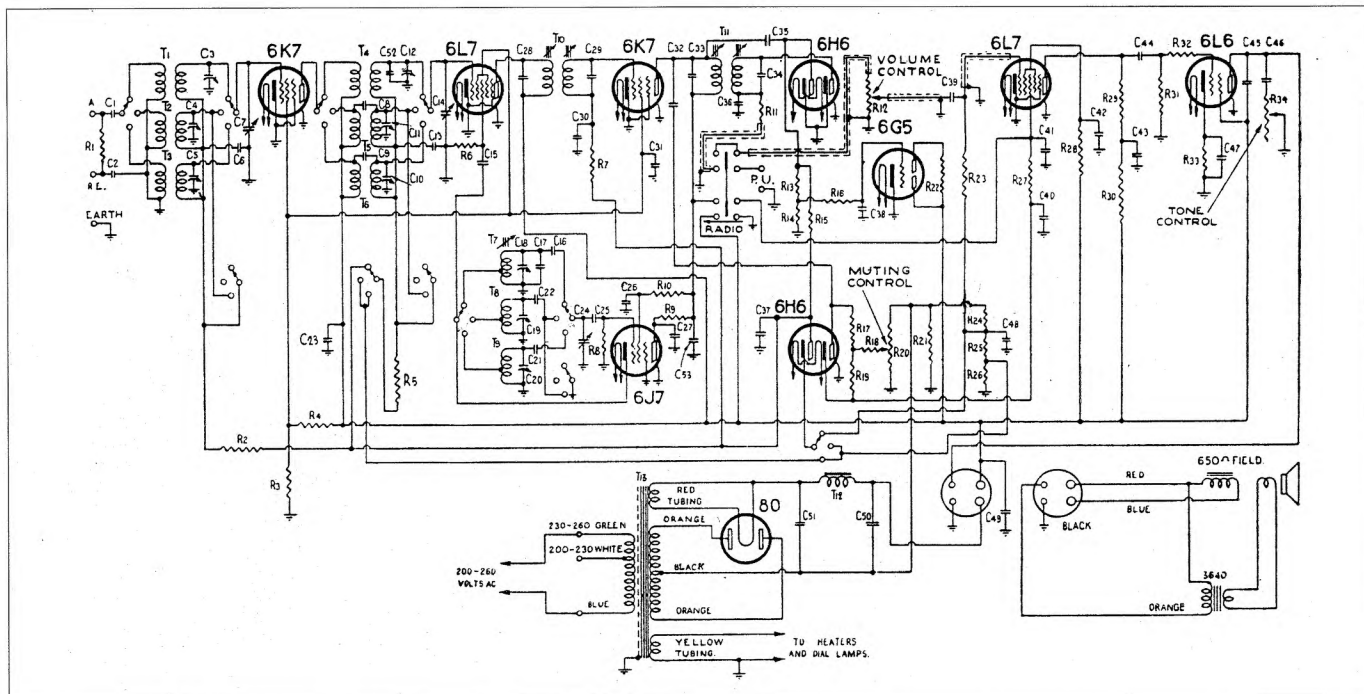 6K7
6L7
6K7
6H6
6L7
6L6
T1
C3
T4
C52
C12
C28
T10
C29
C32
C33
T11
C35
C44
R32
C45
C46
VOLUME
CONTROL
A
C1
T2
C4
C7
C8
C11
C14
C34
R12
C39
R29
R31
R34
R1
C2
T3
C5
C6
T5
C9
C13
R6
C15
C30
C36
R11
6G5
C41
C42
C43
R33
C47
C10
T6
R7
C31
P.U.
R13
R16
R22
R23
R27
R28
R30
TONE
CONTROL
EARTH
R14
R15
C38
C40
RADIO
T7
C18
C17
C16
MUTING
CONTROL
T8
C22
C26
R10
C19
C24
C25
R9
C37
6H6
R17
R24
C48
C23
T9
R8
C27
R18
R20
R21
R25
R5
C21
C20
C53
R19
R26
6J7
R4
R2
R3
T13
RED
TUBING
80
T12
650Ω FIELD.
RED
BLUE
BLACK
C49
C51
C50
ORANGE
230-260 GREEN
200-230 WHITE
200-260
VOLTS AC
BLACK
BLUE
ORANGE
3640
ORANGE
YELLOW
TUBING.
TO HEATERS
AND DIAL LAMPS.